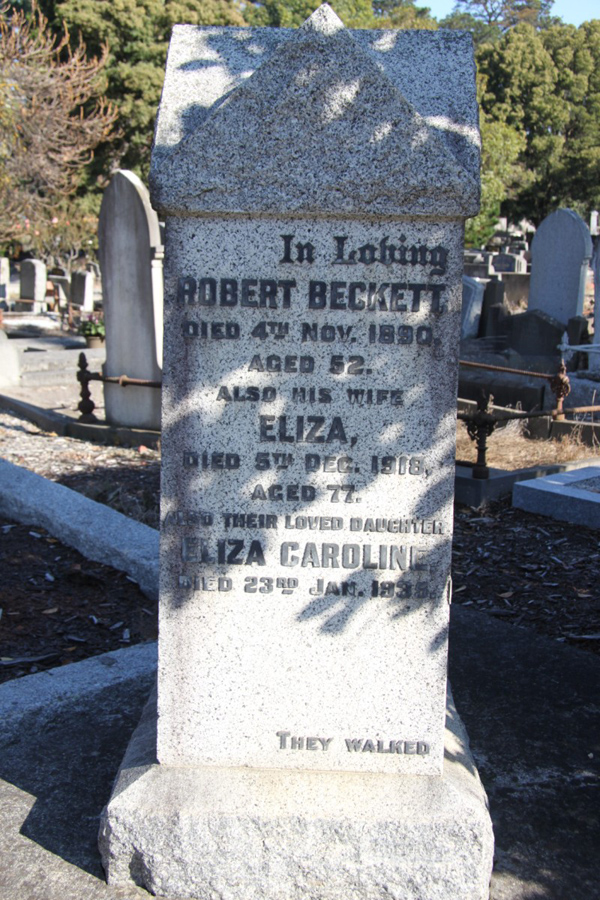 In Loving
ROBERT BECKETT,
DIED 4TH NOV. 1890,
AGED 52.
ALSO HIS WIFE
ELIZA,
DIED 5TH DEC. 1918,
AGED 77.
AND THEIR LOVED DAUGHTER
ELIZA CAROLINE,
DIED 23RD JAN.
THEY WALKED